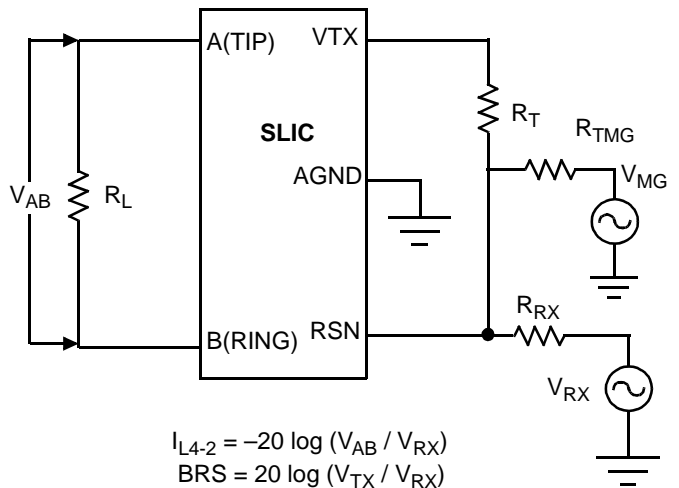 A(TIP)
VTX
SLIC
R_T
R_TMG
V_MG
AGND
V_AB
R_L
R_RX
B(RING)
RSN
V_RX
I_L4-2 = –20 log (V_AB / V_RX)
BRS = 20 log (V_TX / V_RX)